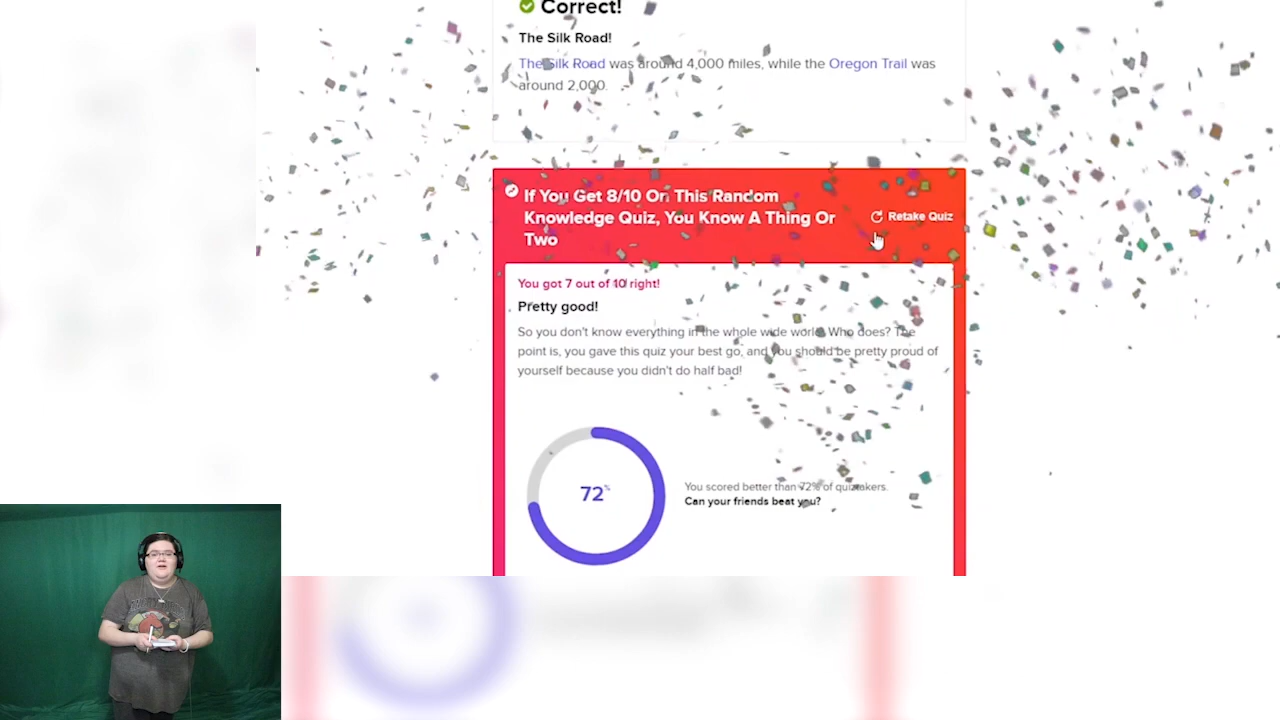 Correct!
The Silk Road!
The Silk Road was around 4,000 miles, while the Oregon Trail was
around 2,000.
If You Get 8/10 On This Random
Knowledge Quiz, You Know A Thing Or
Two
Retake Quiz
You got 7 out of 10 right!
Pretty good!
So you don't know everything in the whole wide world. Who does? The
point is, you gave this quiz your best go, and you should be pretty proud of
yourself because you didn't do half bad!
72%
You scored better than 72% of quiz takers.
Can your friends beat you?